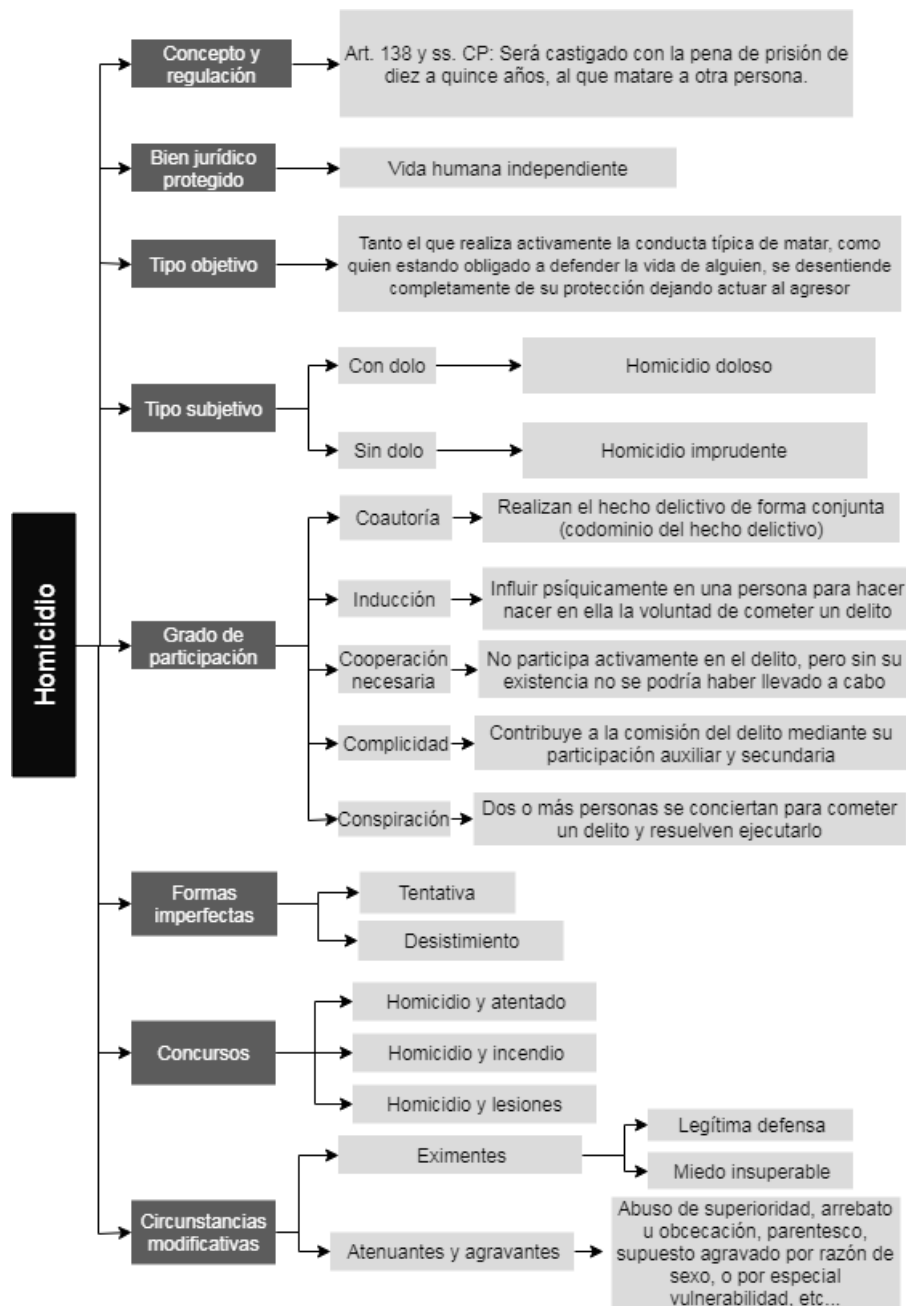 Homicidio
Concepto y
regulación
Art. 138 y ss. CP: Será castigado con la pena de prisión de
diez a quince años, al que matare a otra persona.
Bien jurídico
protegido
Vida humana independiente
Tipo objetivo
Tanto el que realiza activamente la conducta típica de matar, como
quien estando obligado a defender la vida de alguien, se desentiende
completamente de su protección dejando actuar al agresor
Tipo subjetivo
Con dolo
Homicidio doloso
Sin dolo
Homicidio imprudente
Grado de
participación
Coautoría
Realizan el hecho delictivo de forma conjunta
(codominio del hecho delictivo)
Inducción
Influir psíquicamente en una persona para hacer
nacer en ella la voluntad de cometer un delito
Cooperación
necesaria
No participa activamente en el delito, pero sin su
existencia no se podría haber llevado a cabo
Complicidad
Contribuye a la comisión del delito mediante su
participación auxiliar y secundaria
Conspiración
Dos o más personas se conciertan para cometer
un delito y resuelven ejecutarlo
Formas
imperfectas
Tentativa
Desistimiento
Concursos
Homicidio y atentado
Homicidio y incendio
Homicidio y lesiones
Circunstancias
modificativas
Eximentes
Legítima defensa
Miedo insuperable
Atenuantes y agravantes
Abuso de superioridad, arrebato
u obcecación, parentesco,
supuesto agravado por razón de
sexo, o por especial
vulnerabilidad, etc...